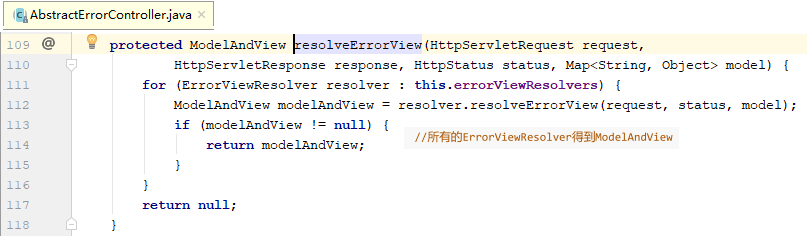 AbstractErrorController.java
109 @ protected ModelAndView resolveErrorView(HttpServletRequest request,
110 HttpServletResponse response, HttpStatus status, Map<String, Object> model) {
111 for (ErrorViewResolver resolver : this.errorViewResolvers) {
112 ModelAndView modelAndView = resolver.resolveErrorView(request, status, model);
113 if (modelAndView != null) {
114 return modelAndView; //所有的ErrorViewResolver得到ModelAndView
115 }
116 }
117 return null;
118 }